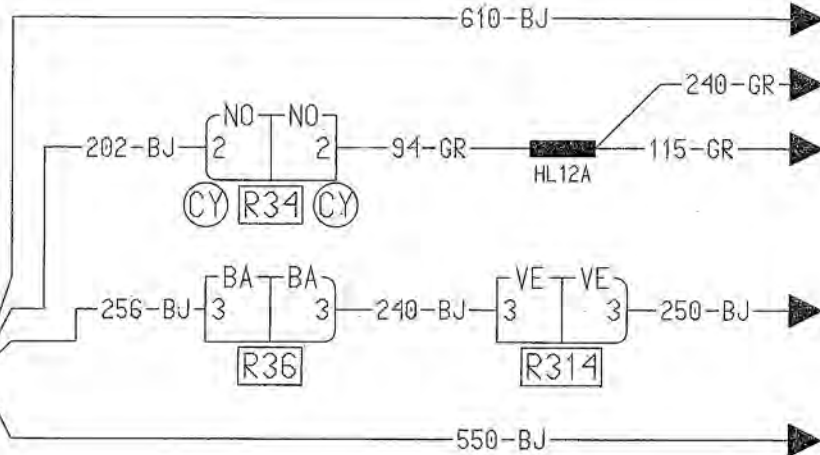 610-BJ
240-GR
NO NO
202-BJ 2 2 94-GR 115-GR
HL12A
CY R34 CY
BA BA VE VE
256-BJ 3 3 240-BJ 3 3 250-BJ
R36 R314
550-BJ